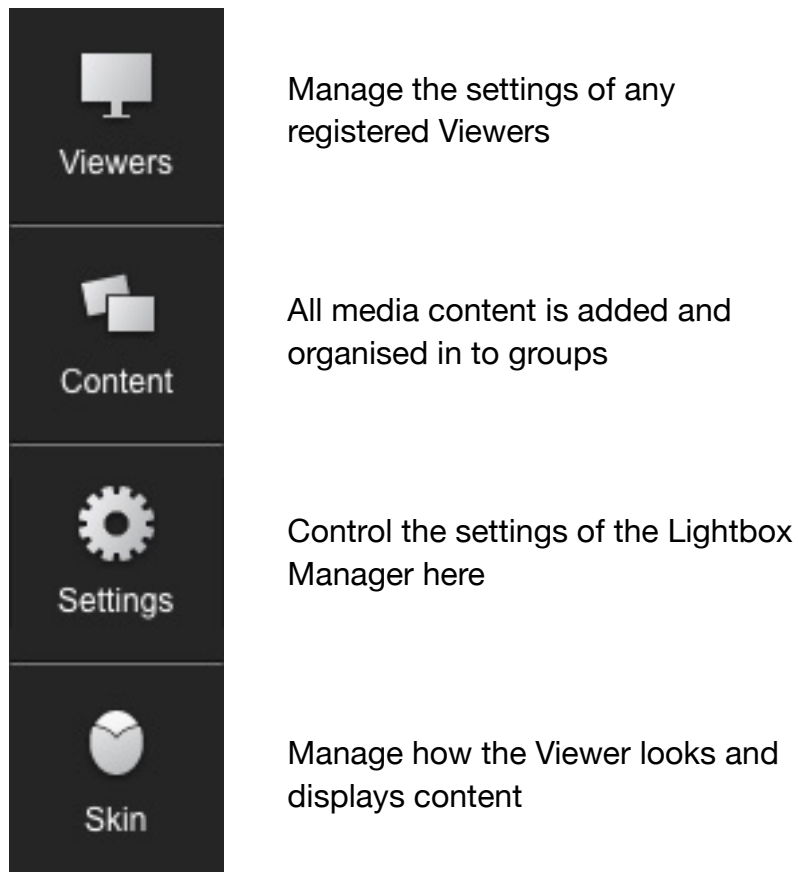 Viewers
Manage the settings of any
registered Viewers
Content
All media content is added and
organised in to groups
Settings
Control the settings of the Lightbox
Manager here
Skin
Manage how the Viewer looks and
displays content